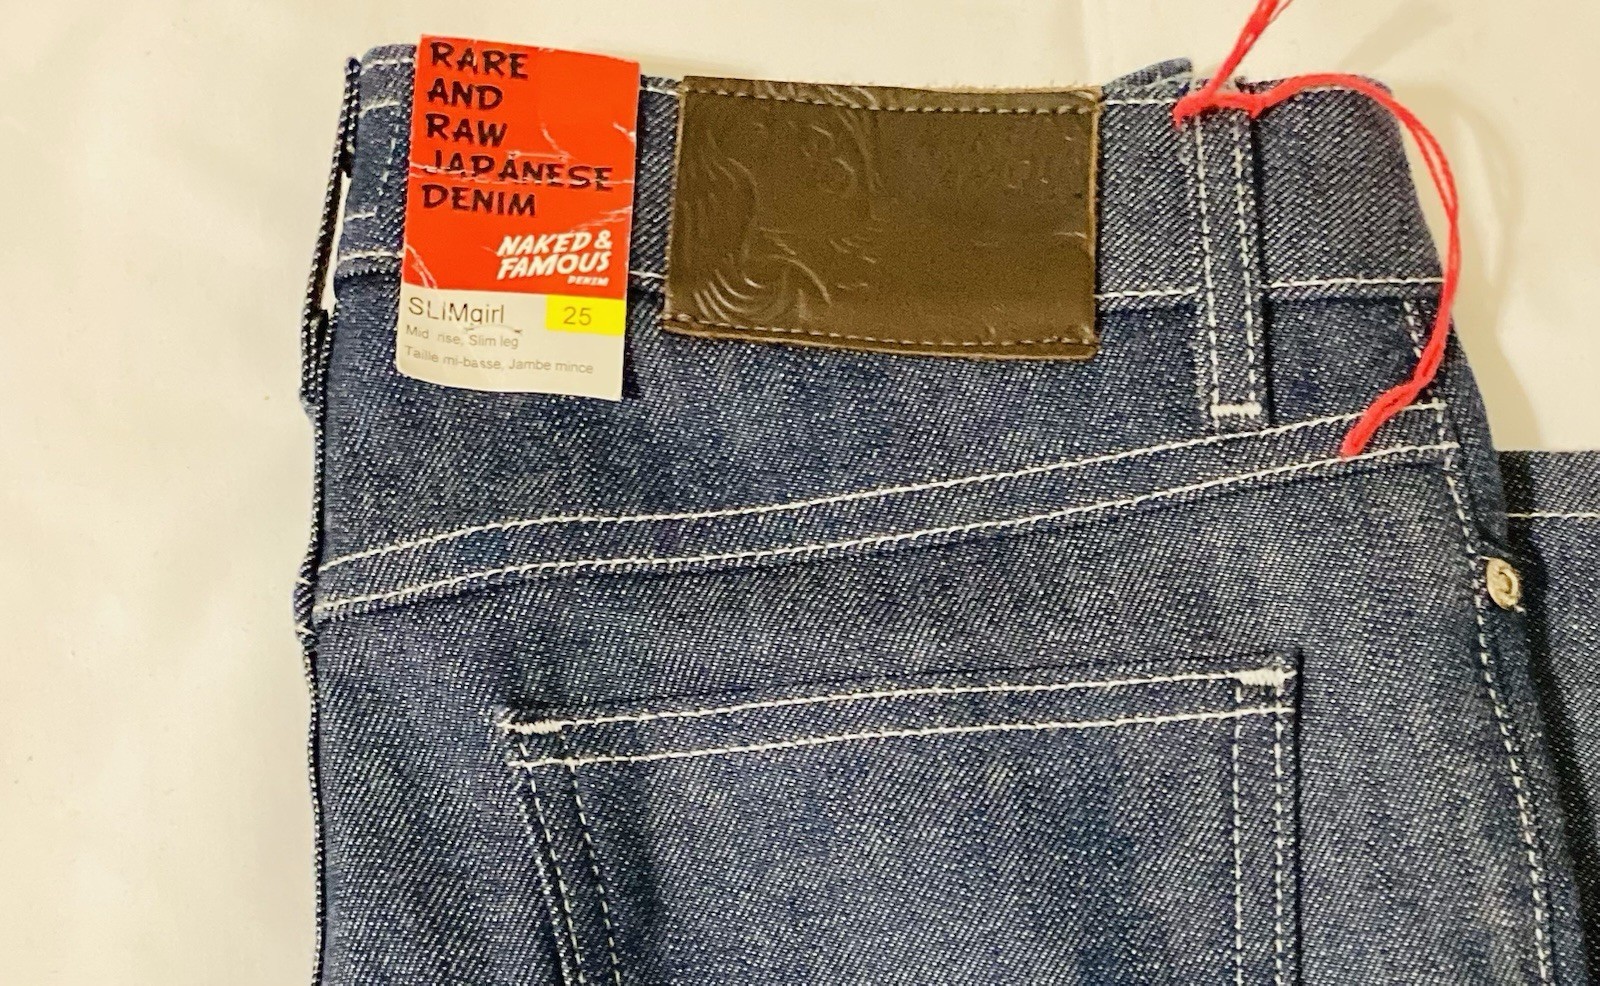 RARE
AND
RAW
JAPANESE
DENIM
NAKED &
FAMOUS
DENIM
SLIMgirl 25
Mid rise, Slim leg
Taille mi-basse, Jambe mince